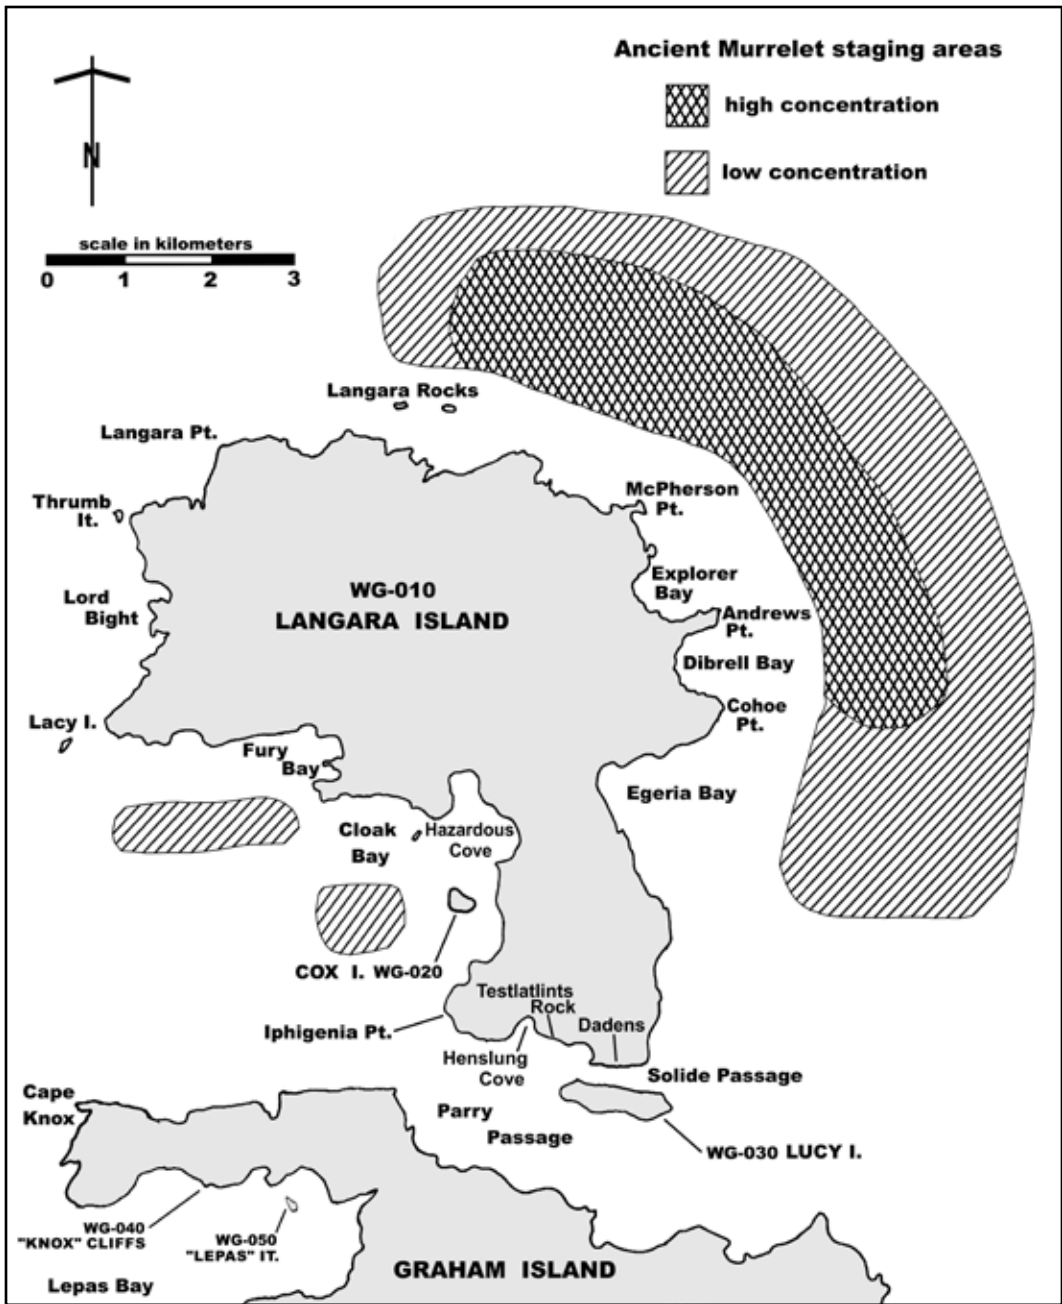 Ancient Murrelet staging areas
high concentration
low concentration
N
scale in kilometers
0 1 2 3
Langara Rocks
Langara Pt.
McPherson
Pt.
Thrumb
It.
Explorer
Bay
WG-010
LANGARA ISLAND
Lord
Bight
Andrews
Pt.
Dibrell Bay
Lacy I.
Cohoe
Pt.
Fury
Bay
Egeria Bay
Cloak
Bay
Hazardous
Cove
COX I. WG-020
Testlatlints
Rock
Iphigenia Pt.
Dadens
Henslung
Cove
Solide Passage
Cape
Knox
Parry
Passage
WG-030 LUCY I.
WG-040
"KNOX" CLIFFS
WG-050
"LEPAS" IT.
GRAHAM ISLAND
Lepas Bay